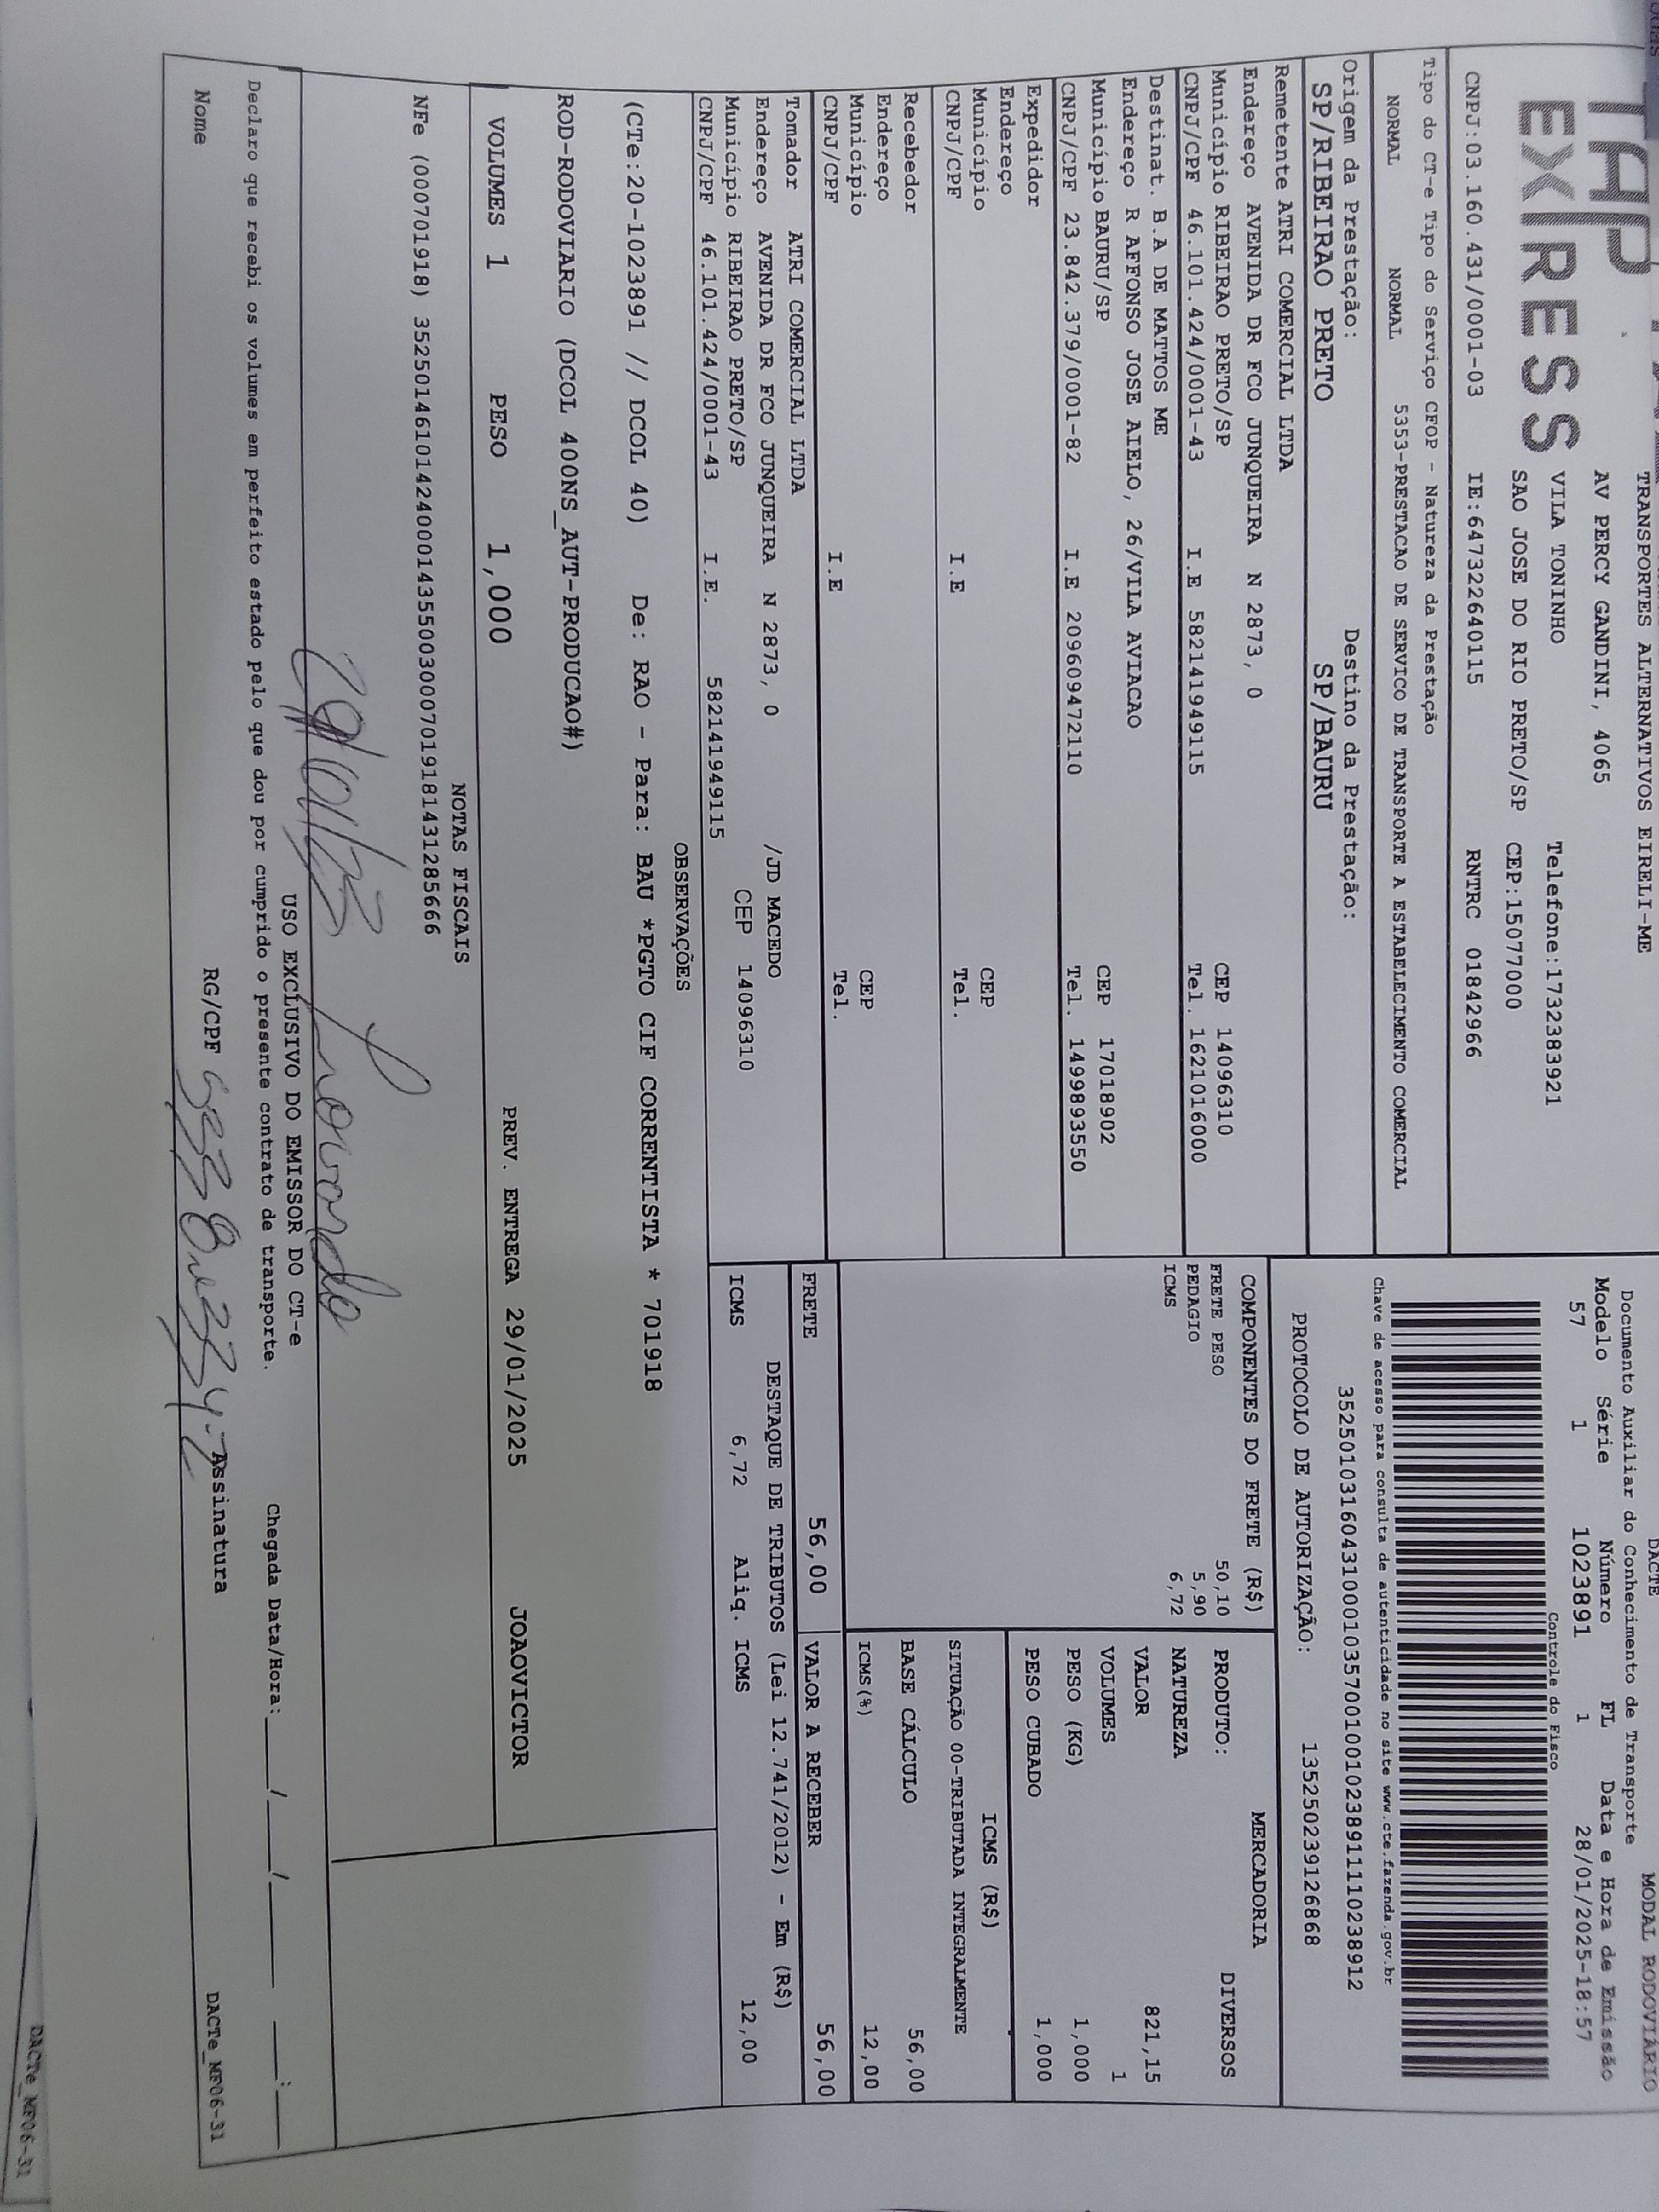 TAP
EXPRESS
TRANSPORTES ALTERNATIVOS EIRELI-ME
AV PERCY GANDINI, 4065
VILA TONINHO Telefone:1732383921
SAO JOSE DO RIO PRETO/SP CEP:15077000
CNPJ:03.160.431/0001-03 IE:647322640115 RNTRC 01842966
DACTE MODAL RODOVIÁRIO
Documento Auxiliar do Conhecimento de Transporte
Modelo Série Número FL Data e Hora de Emissão
57 1 1023891 1 28/01/2025-18:57
Controle do Fisco
Chave de acesso para consulta de autenticidade no site www.cte.fazenda.gov.br
35250103160431000103570010010238911110238912
PROTOCOLO DE AUTORIZAÇÃO: 135250239126868
Tipo do CT-e Tipo do Serviço CFOP - Natureza da Prestação
NORMAL NORMAL 5353-PRESTACAO DE SERVICO DE TRANSPORTE A ESTABELECIMENTO COMERCIAL
Origem da Prestação: Destino da Prestação:
SP/RIBEIRAO PRETO SP/BAURU
Remetente ATRI COMERCIAL LTDA
Endereço AVENIDA DR FCO JUNQUEIRA N 2873, 0
Município RIBEIRAO PRETO/SP CEP 14096310
CNPJ/CPF 46.101.424/0001-43 I.E 582141949115 Tel. 1621016000
Destinat. B.A DE MATTOS ME
Endereço R AFFONSO JOSE AIELO, 26/VILA AVIACAO
Município BAURU/SP CEP 17018902
CNPJ/CPF 23.842.379/0001-82 I.E 209609472110 Tel. 1499893550
Expedidor
Endereço
Município CEP
CNPJ/CPF I.E Tel.
Recebedor
Endereço
Município CEP
CNPJ/CPF I.E Tel.
Tomador ATRI COMERCIAL LTDA
Endereço AVENIDA DR FCO JUNQUEIRA N 2873, 0 /JD MACEDO
Município RIBEIRAO PRETO/SP CEP 14096310
CNPJ/CPF 46.101.424/0001-43 I.E. 582141949115
COMPONENTES DO FRETE (R$)
FRETE PESO 50,10
PEDAGIO 5,90
ICMS 6,72
MERCADORIA
PRODUTO: DIVERSOS
NATUREZA
VALOR 821,15
VOLUMES 1
PESO (KG) 1,000
PESO CUBADO 1,000
ICMS (R$)
SITUAÇÃO 00-TRIBUTADA INTEGRALMENTE
BASE CÁLCULO 56,00
ICMS(%) 12,00
FRETE 56,00 VALOR A RECEBER 56,00
DESTAQUE DE TRIBUTOS (Lei 12.741/2012) - Em (R$)
ICMS 6,72 Aliq. ICMS 12,00
OBSERVAÇÕES
(CTe:20-1023891 // DCOL 40) De: RAO - Para: BAU *PGTO CIF CORRENTISTA * 701918
ROD-RODOVIARIO (DCOL 400NS_AUT-PRODUCAO#)
VOLUMES 1 PESO 1,000 PREV. ENTREGA 29/01/2025 JOAOVICTOR
NOTAS FISCAIS
NFe (000701918) 35250146101424000143550030007019181431285666
USO EXCLUSIVO DO EMISSOR DO CT-e
Declaro que recebi os volumes em perfeito estado pelo que dou por cumprido o presente contrato de transporte. Chegada Data/Hora:____/____/______ ___:___
Nome RG/CPF Assinatura
DACTe_MF06-31
DACTe_MF06-31